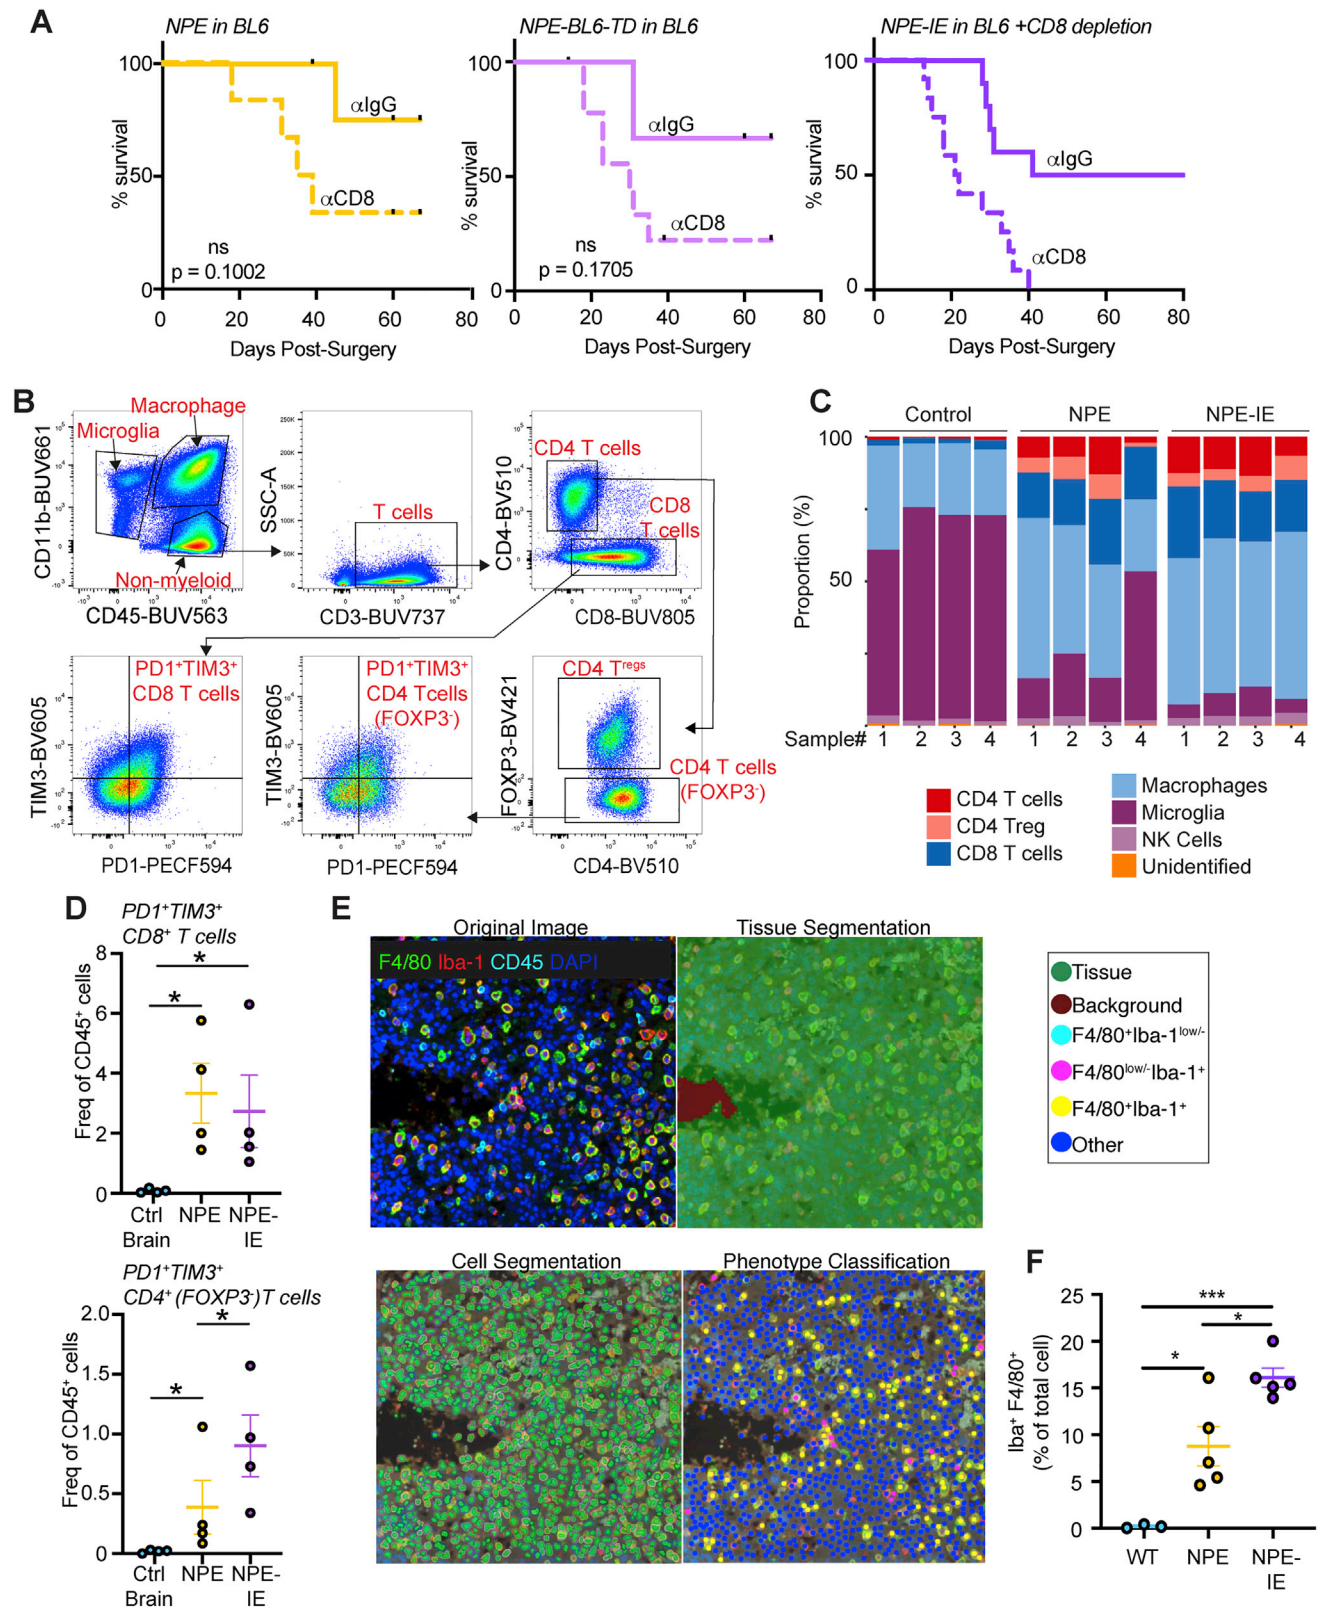 A
NPE in BL6
NPE-BL6-TD in BL6
NPE-IE in BL6 +CD8 depletion
% survival
100
50
0
αIgG
αCD8
ns
p = 0.1002
0 20 40 60 80
Days Post-Surgery
% survival
100
50
0
αIgG
αCD8
ns
p = 0.1705
0 20 40 60 80
Days Post-Surgery
% survival
100
50
0
αIgG
αCD8
0 20 40 60 80
Days Post-Surgery
B
Macrophage
Microglia
Non-myeloid
CD11b-BUV661
CD45-BUV563
T cells
SSC-A
250K
200K
150K
100K
50K
0
CD3-BUV737
CD4 T cells
CD8
T cells
CD4-BV510
CD8-BUV805
PD1+TIM3+
CD8 T cells
TIM3-BV605
PD1-PECF594
PD1+TIM3+
CD4 Tcells
(FOXP3-)
TIM3-BV605
PD1-PECF594
CD4 Tregs
CD4 T cells
(FOXP3-)
FOXP3-BV421
CD4-BV510
C
Control
NPE
NPE-IE
Proportion (%)
100
50
Sample# 1 2 3 4 1 2 3 4 1 2 3 4
CD4 T cells
CD4 Treg
CD8 T cells
Macrophages
Microglia
NK Cells
Unidentified
D
PD1+TIM3+
CD8+ T cells
Freq of CD45+ cells
8
6
4
2
0
*
*
Ctrl
Brain
NPE
NPE-
IE
PD1+TIM3+
CD4+ (FOXP3-)T cells
Freq of CD45+ cells
2.0
1.5
1.0
0.5
0
*
*
Ctrl
Brain
NPE
NPE-
IE
E
Original Image
Tissue Segmentation
F4/80 Iba-1 CD45 DAPI
Cell Segmentation
Phenotype Classification
Tissue
Background
F4/80+Iba-1low/-
F4/80low/-Iba-1+
F4/80+Iba-1+
Other
F
Iba+ F4/80+
(% of total cell)
25
20
15
10
5
0
***
*
*
WT
NPE
NPE-
IE